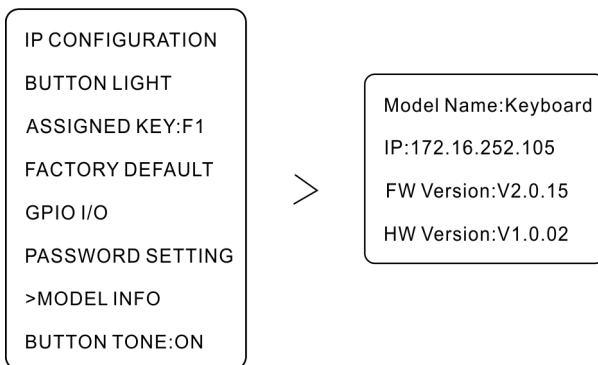 IP CONFIGURATION
BUTTON LIGHT
ASSIGNED KEY:F1
FACTORY DEFAULT
GPIO I/O
PASSWORD SETTING
>MODEL INFO
BUTTON TONE:ON
>
Model Name:Keyboard
IP:172.16.252.105
FW Version:V2.0.15
HW Version:V1.0.02